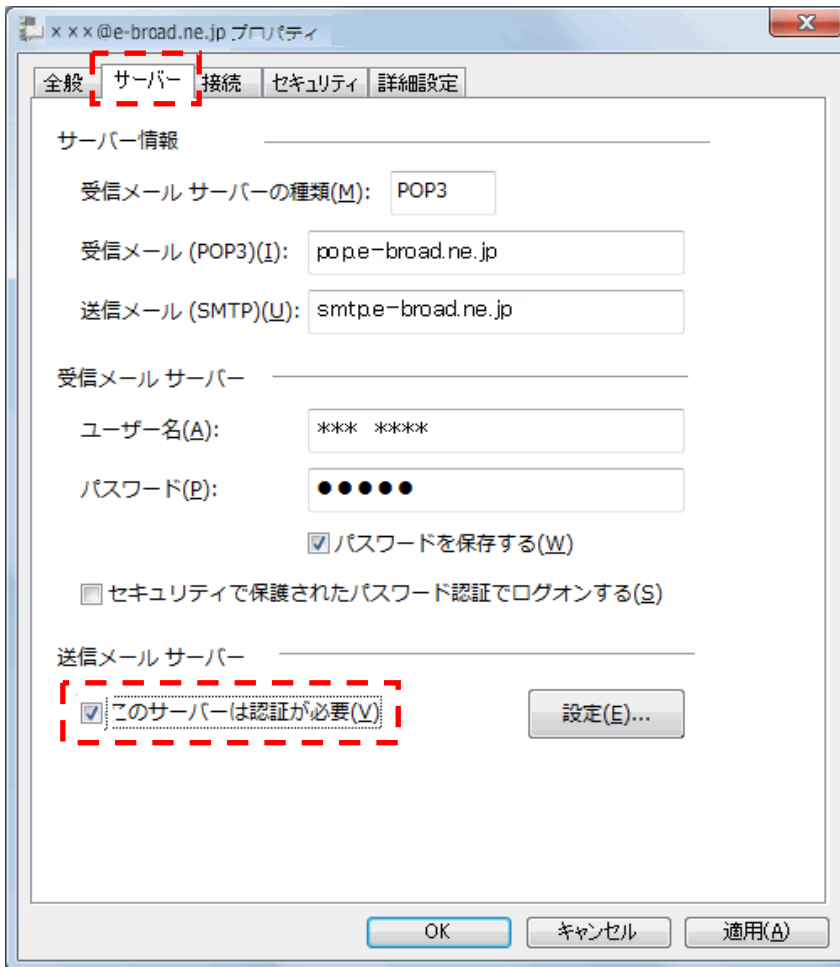 ×××@e-broad.ne.jp プロパティ
全般 サーバー 接続 セキュリティ 詳細設定
サーバー情報
受信メール サーバーの種類(M): POP3
受信メール (POP3)(I): pop.e-broad.ne.jp
送信メール (SMTP)(U): smtp.e-broad.ne.jp
受信メール サーバー
ユーザー名(A): *** ****
パスワード(P): ●●●●●
パスワードを保存する(W)
セキュリティで保護されたパスワード認証でログオンする(S)
送信メール サーバー
このサーバーは認証が必要(V) 設定(E)...
OK キャンセル 適用(A)